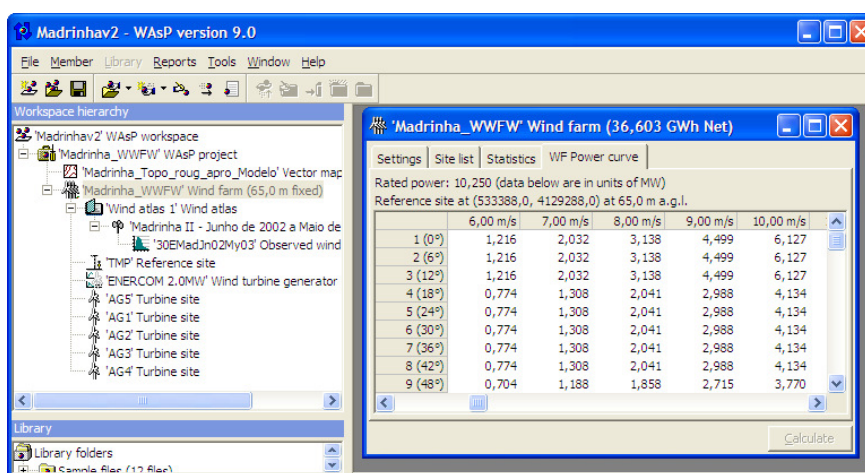 Madrinhav2 - WAsP version 9.0
File Member Library Reports Tools Window Help
Workspace hierarchy
'Madrinhav2' WAsP workspace
'Madrinha_WWFW' WAsP project
'Madrinha_Topo_roug_apro_Modelo' Vector map
'Madrinha_WWFW' Wind farm (65,0 m fixed)
'Wind atlas 1' Wind atlas
'Madrinha II - Junho de 2002 a Maio de
'30EMadJn02My03' Observed wind
'TMP' Reference site
'ENERCOM 2.0MW' Wind turbine generator
'AG5' Turbine site
'AG1' Turbine site
'AG2' Turbine site
'AG3' Turbine site
'AG4' Turbine site
Library
Library folders
Sample files (12 files)
'Madrinha_WWFW' Wind farm (36,603 GWh Net)
Settings Site list Statistics WF Power curve
Rated power: 10,250 (data below are in units of MW)
Reference site at (533388,0, 4129288,0) at 65,0 m a.g.l.
6,00 m/s 7,00 m/s 8,00 m/s 9,00 m/s 10,00 m/s
1 (0°) 1,216 2,032 3,138 4,499 6,127
2 (6°) 1,216 2,032 3,138 4,499 6,127
3 (12°) 1,216 2,032 3,138 4,499 6,127
4 (18°) 0,774 1,308 2,041 2,988 4,134
5 (24°) 0,774 1,308 2,041 2,988 4,134
6 (30°) 0,774 1,308 2,041 2,988 4,134
7 (36°) 0,774 1,308 2,041 2,988 4,134
8 (42°) 0,774 1,308 2,041 2,988 4,134
9 (48°) 0,704 1,188 1,858 2,715 3,770
Calculate